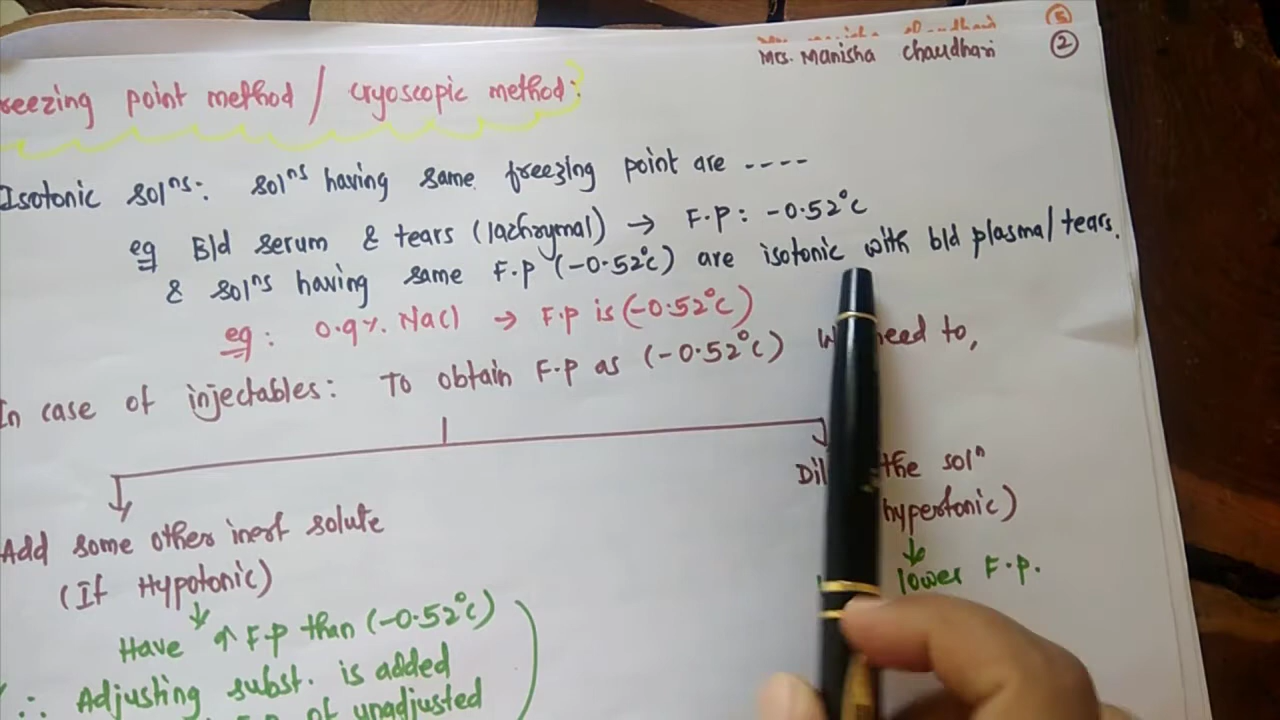 Mrs. Manisha Chaudhari
5
2
reezing point method / cryoscopic method:
Isotonic solⁿs: solⁿs having same freezing point are ----
eg Bld serum & tears (lachrymal) → F.p: -0.52°c
& solⁿs having same F.p (-0.52°c) are isotonic with bld plasma/tears.
eg: 0.9%. NaCl → F.p is (-0.52°c)
In case of injectables: To obtain F.p as (-0.52°c) need to,
Add some other inert solute
(If Hypotonic)
Have ↑ F.p than (-0.52°c)
∴ Adjusting subst. is added
of unadjusted
Dil the solⁿ
hypertonic)
↓
lower F.p.